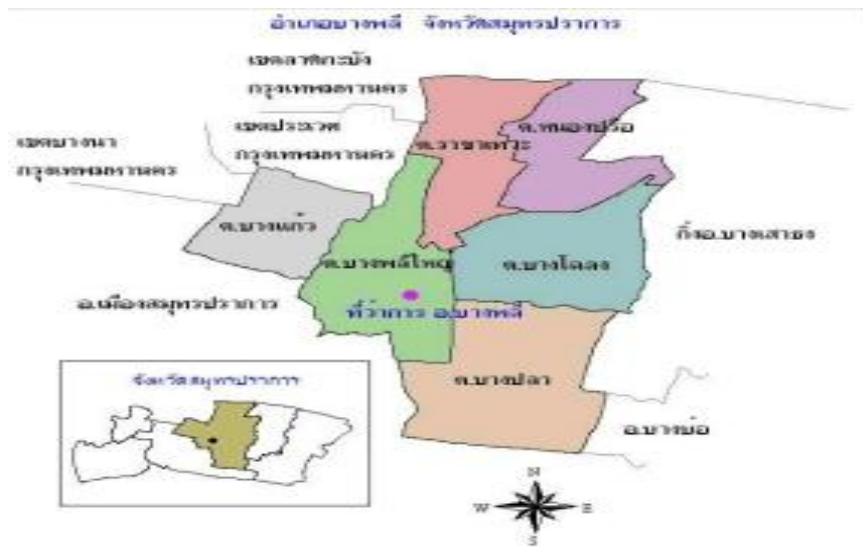 อำเภอบางพลี จังหวัดสมุทรปราการ
เขตลาดกระบัง
กรุงเทพมหานคร
เขตประเวศ
กรุงเทพมหานคร
เขตบางนา
กรุงเทพมหานคร
ต.ราชาเทวะ
ต.หนองปรือ
ต.บางแก้ว
กิ่งอ.บางเสาธง
ต.บางพลีใหญ่
ต.บางโฉลง
อ.เมืองสมุทรปราการ
ที่ว่าการ อ.บางพลี
ต.บางปลา
จังหวัดสมุทรปราการ
อ.บางบ่อ
N
W
E
S